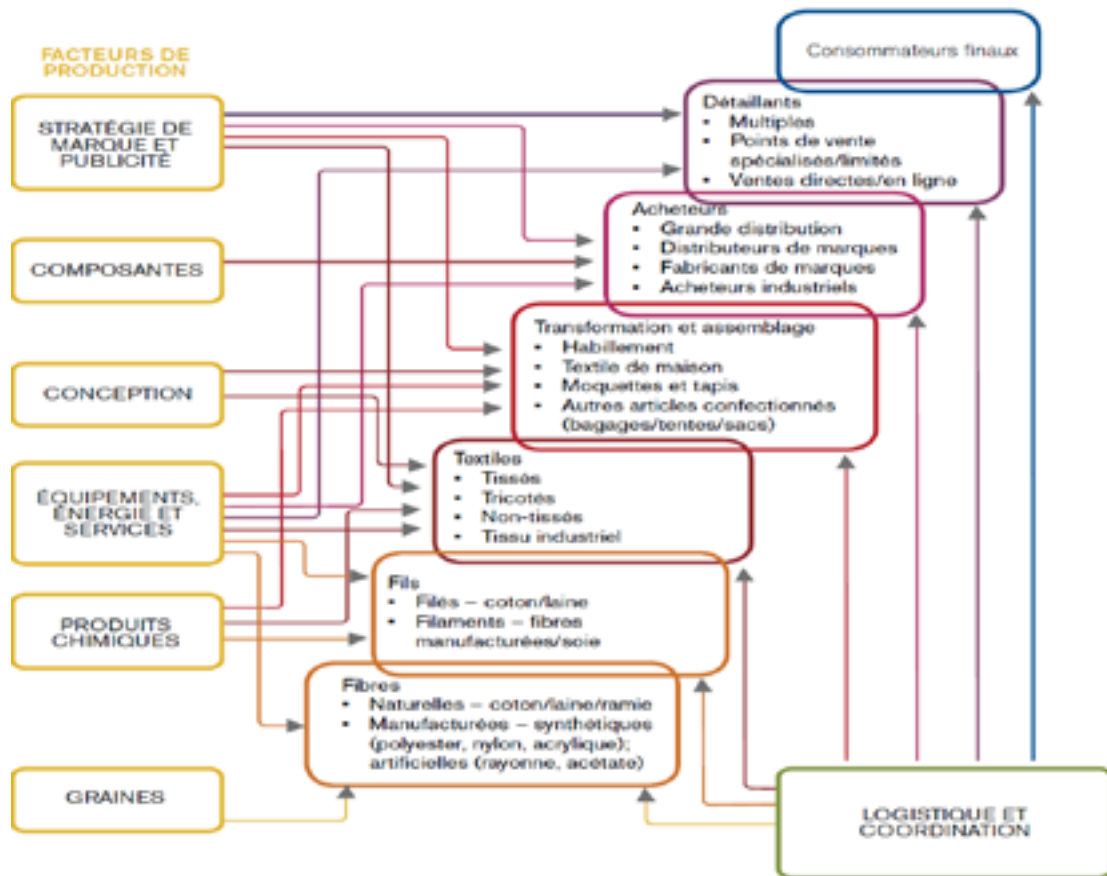 FACTEURS DE
PRODUCTION
STRATÉGIE DE
MARQUE ET
PUBLICITÉ
COMPOSANTES
CONCEPTION
ÉQUIPEMENTS,
ÉNERGIE ET
SERVICES
PRODUITS
CHIMIQUES
GRAINES
Consommateurs finaux
Détaillants
• Multiples
• Points de vente
spécialisés/limités
• Ventes directes/en ligne
Acheteurs
• Grande distribution
• Distributeurs de marques
• Fabricants de marques
• Acheteurs industriels
Transformation et assemblage
• Habillement
• Textile de maison
• Moquettes et tapis
• Autres articles confectionnés
(bagages/tentes/sacs)
Textiles
• Tissés
• Tricotés
• Non-tissés
• Tissu industriel
Fils
• Filés – coton/laine
• Filaments – fibres
manufacturées/soie
Fibres
• Naturelles – coton/laine/ramie
• Manufacturées – synthétiques
(polyester, nylon, acrylique);
artificielles (rayonne, acétate)
LOGISTIQUE ET
COORDINATION